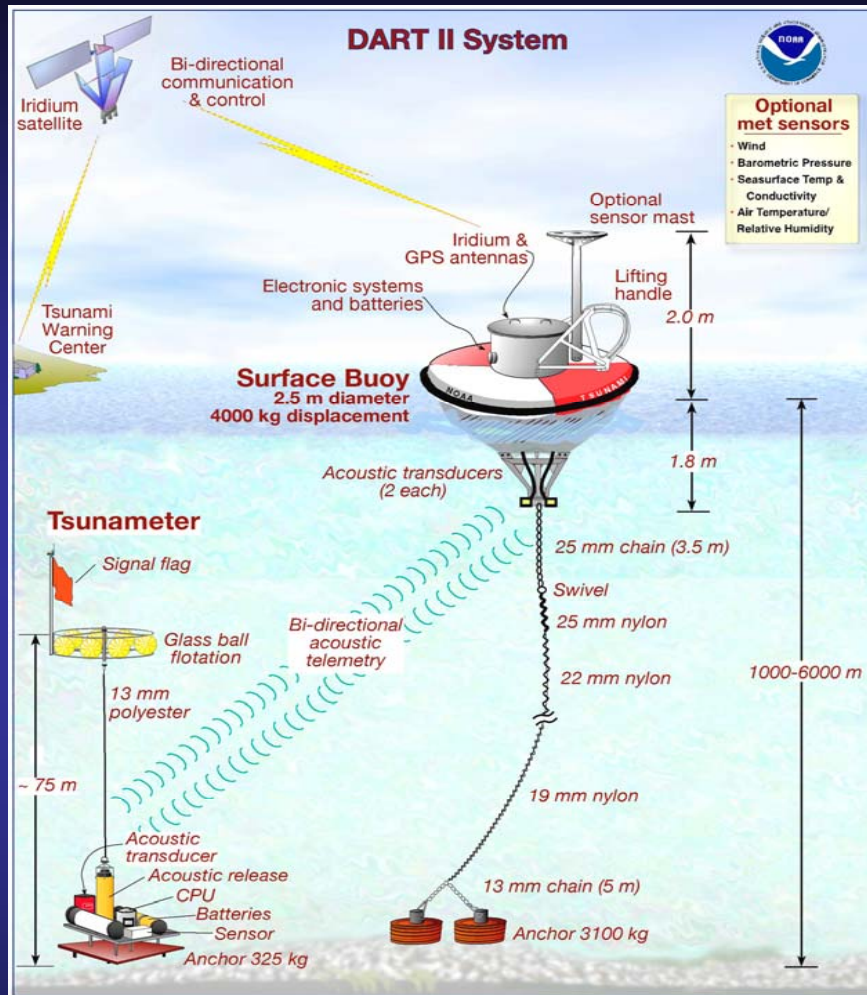 DART II System
Iridium
satellite
Bi-directional
communication
& control
NOAA
Optional
met sensors
· Wind
· Barometric Pressure
· Seasurface Temp &
Conductivity
· Air Temperature/
Relative Humidity
Optional
sensor mast
Iridium &
GPS antennas
Electronic systems
and batteries
Lifting
handle
2.0 m
Tsunami
Warning
Center
Surface Buoy
2.5 m diameter
4000 kg displacement
NOAA
TSUNAMI
1.8 m
Acoustic transducers
(2 each)
Tsunameter
Signal flag
Glass ball
flotation
13 mm
polyester
~ 75 m
Bi-directional
acoustic
telemetry
25 mm chain (3.5 m)
Swivel
25 mm nylon
22 mm nylon
1000-6000 m
19 mm nylon
Acoustic
transducer
Acoustic release
CPU
Batteries
Sensor
Anchor 325 kg
13 mm chain (5 m)
Anchor 3100 kg